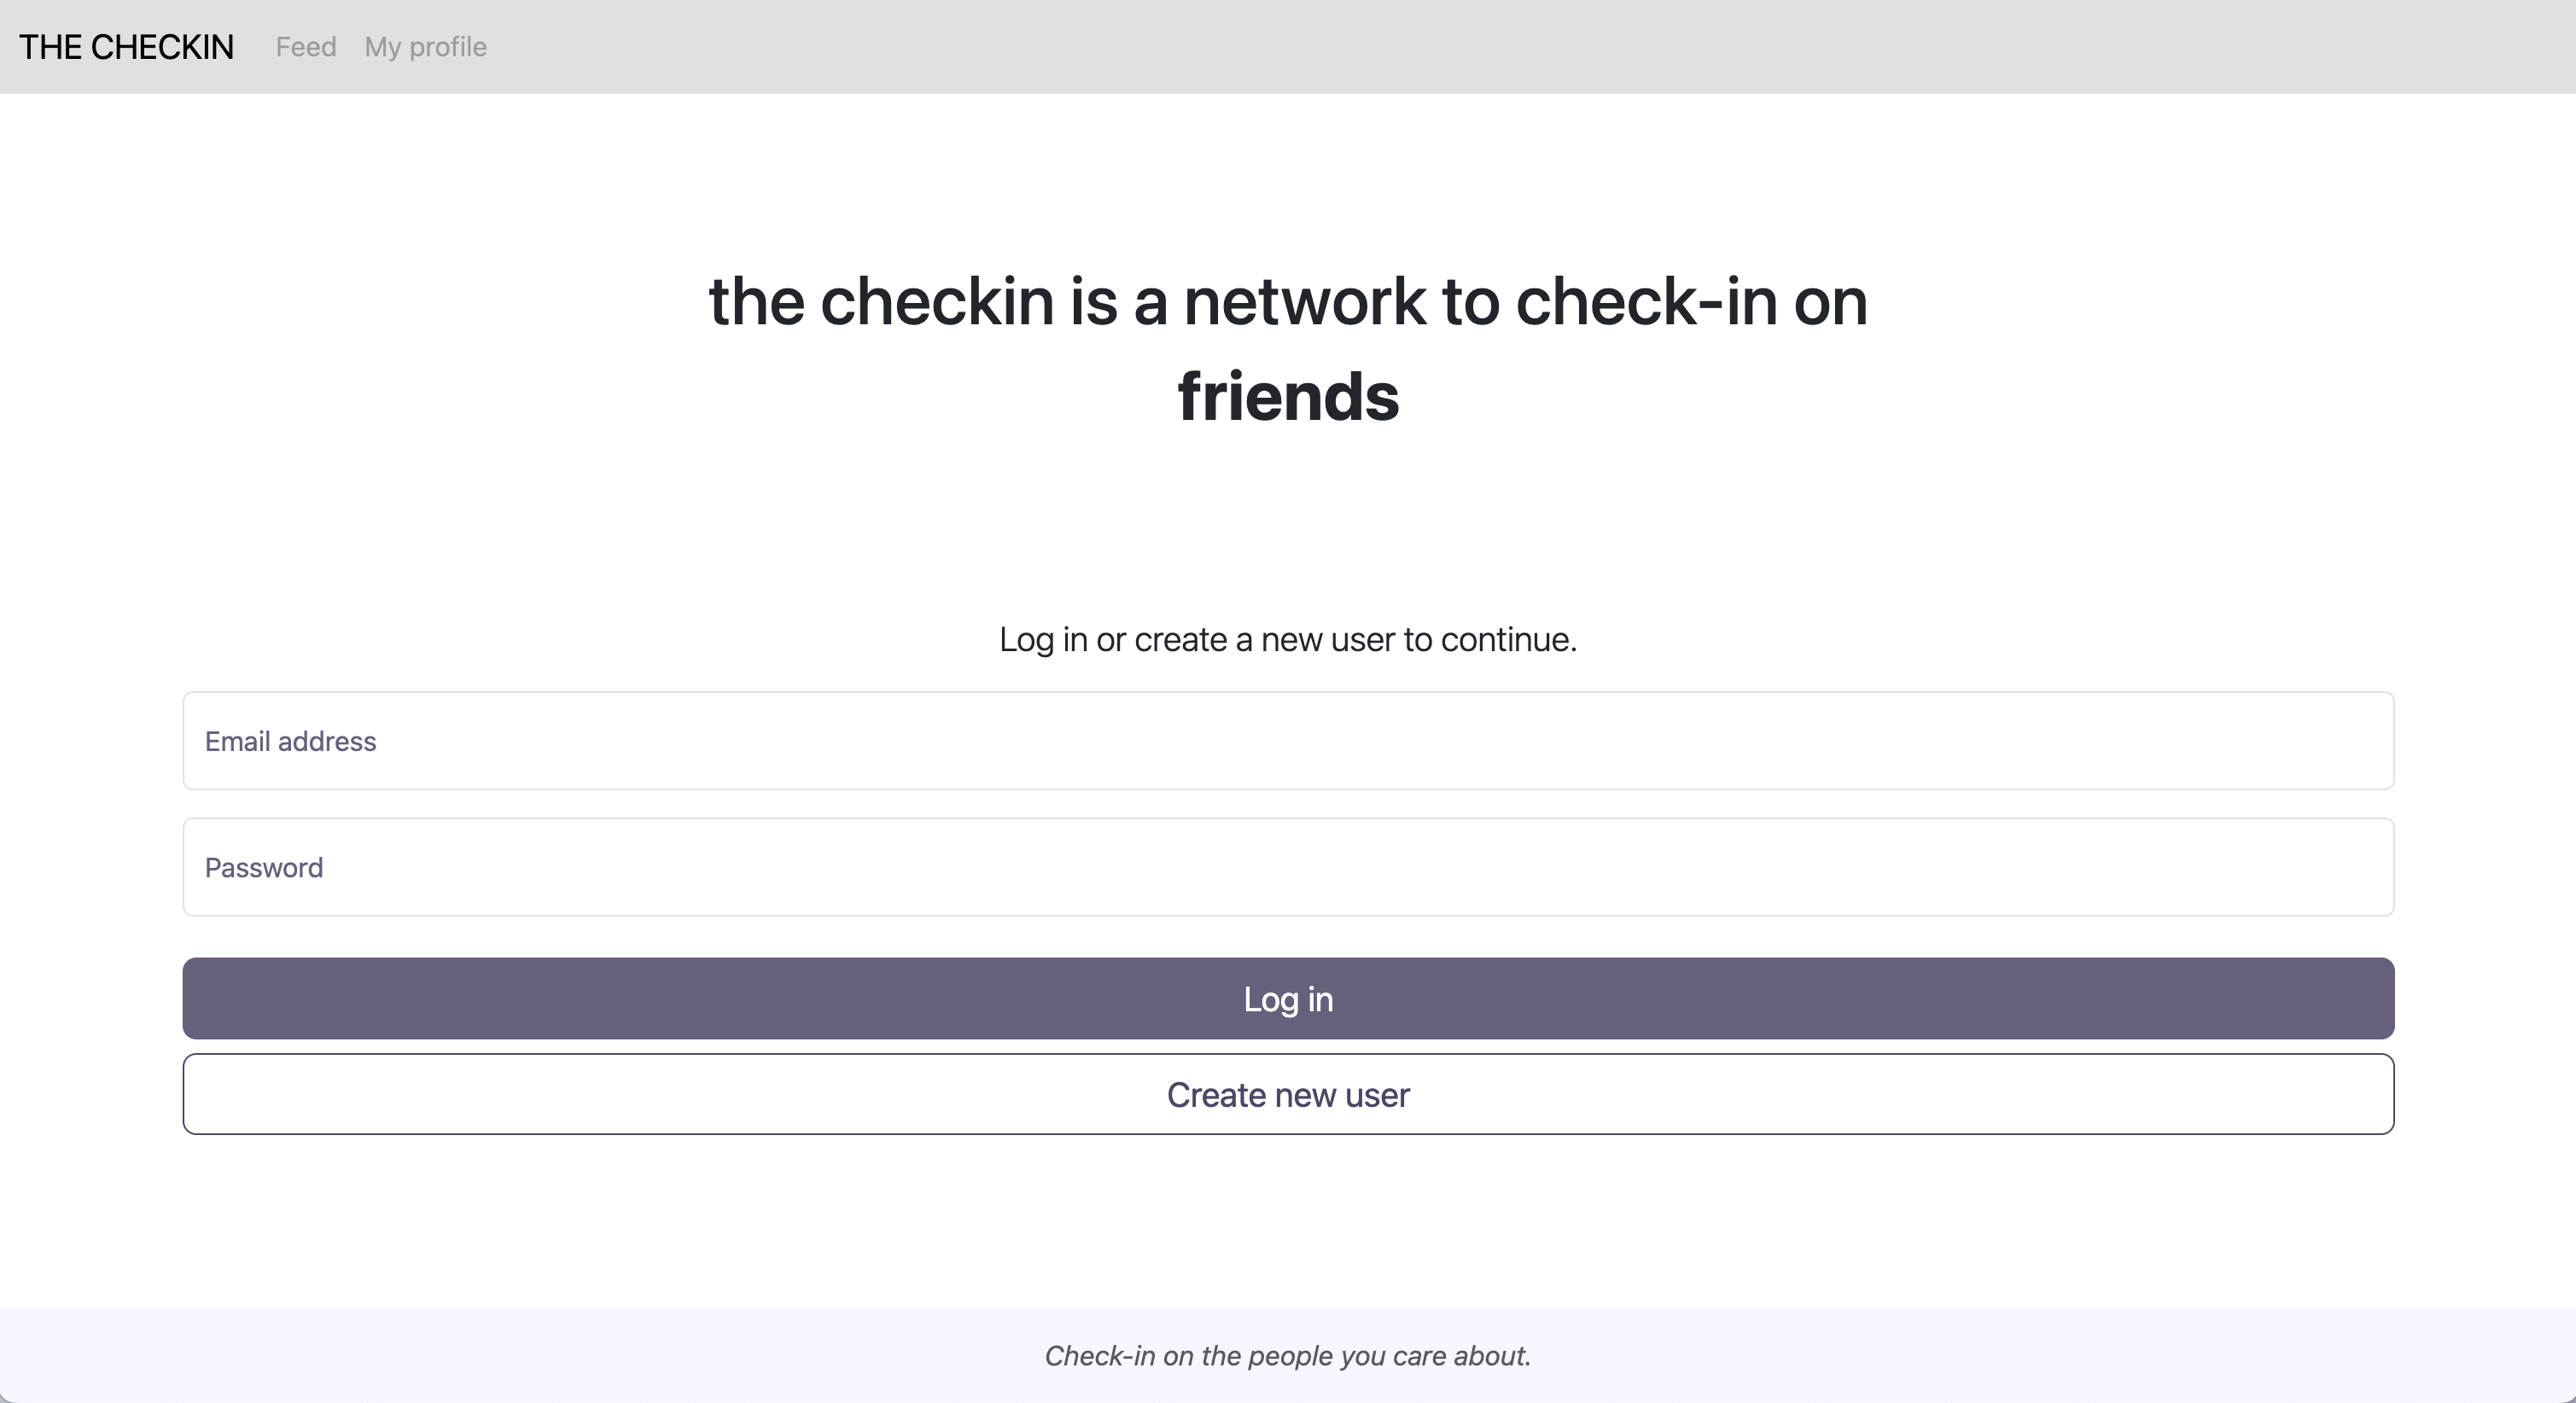 THE CHECKIN Feed My profile
the checkin is a network to check-in on
friends
Log in or create a new user to continue.
Email address
Password
Log in
Create new user
Check-in on the people you care about.